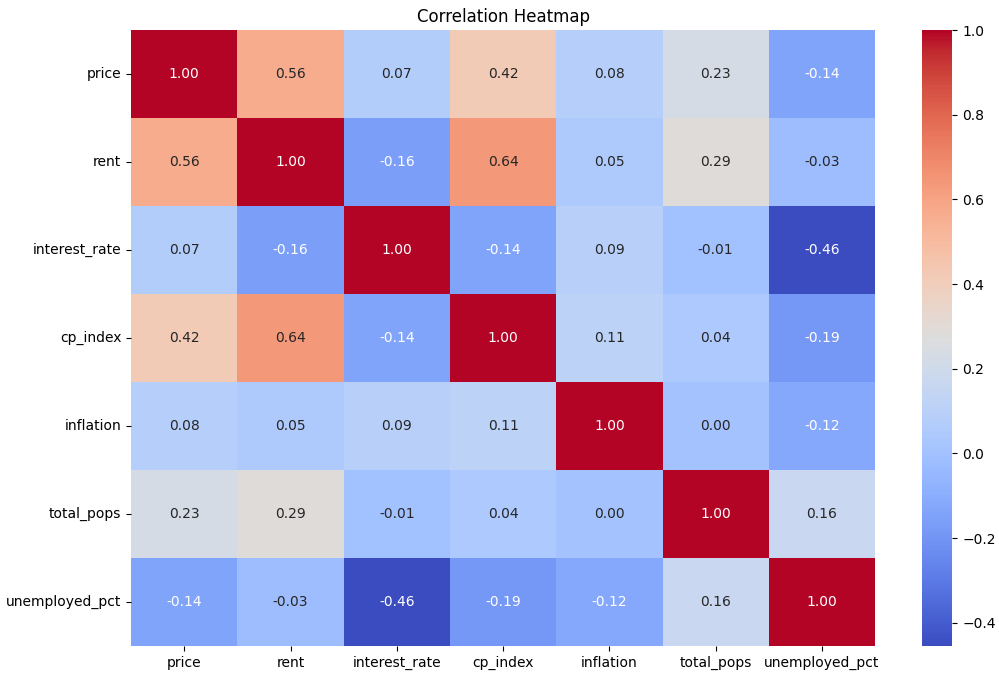 Correlation Heatmap
price 1.00 0.56 0.07 0.42 0.08 0.23 -0.14
rent 0.56 1.00 -0.16 0.64 0.05 0.29 -0.03
interest_rate 0.07 -0.16 1.00 -0.14 0.09 -0.01 -0.46
cp_index 0.42 0.64 -0.14 1.00 0.11 0.04 -0.19
inflation 0.08 0.05 0.09 0.11 1.00 0.00 -0.12
total_pops 0.23 0.29 -0.01 0.04 0.00 1.00 0.16
unemployed_pct -0.14 -0.03 -0.46 -0.19 -0.12 0.16 1.00
price rent interest_rate cp_index inflation total_pops unemployed_pct
1.0
0.8
0.6
0.4
0.2
0.0
−0.2
−0.4